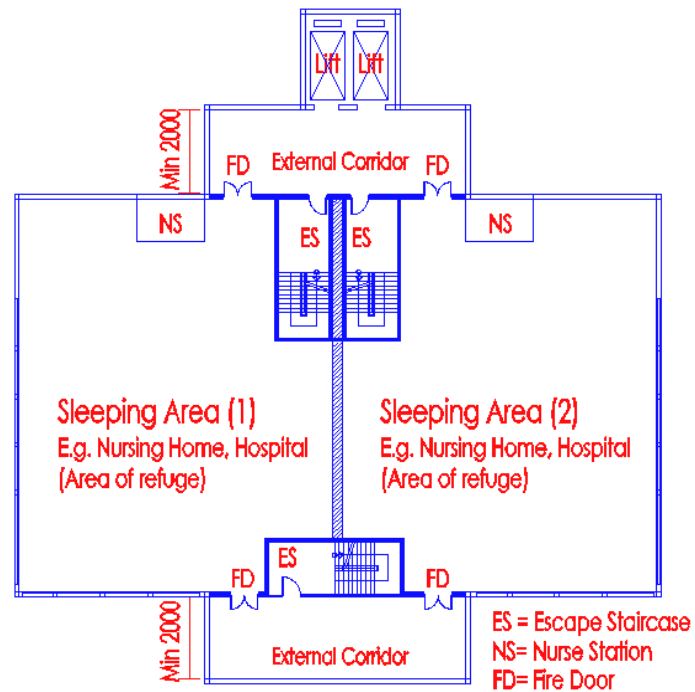 Lift Lift
Min 2000
FD External Corridor FD
NS NS
ES ES
Sleeping Area (1)
E.g. Nursing Home, Hospital
(Area of refuge)
Sleeping Area (2)
E.g. Nursing Home, Hospital
(Area of refuge)
ES
FD FD
Min 2000
External Corridor
ES = Escape Staircase
NS= Nurse Station
FD= Fire Door